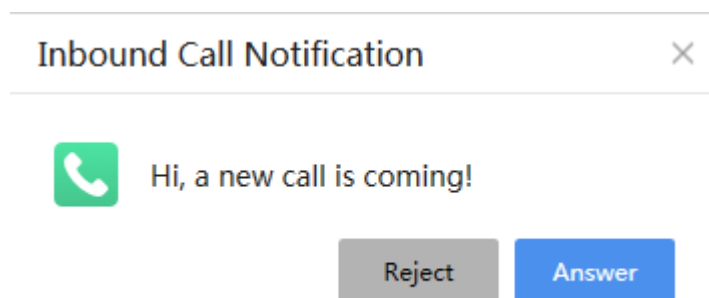 Inbound Call Notification
Hi, a new call is coming!
Reject Answer